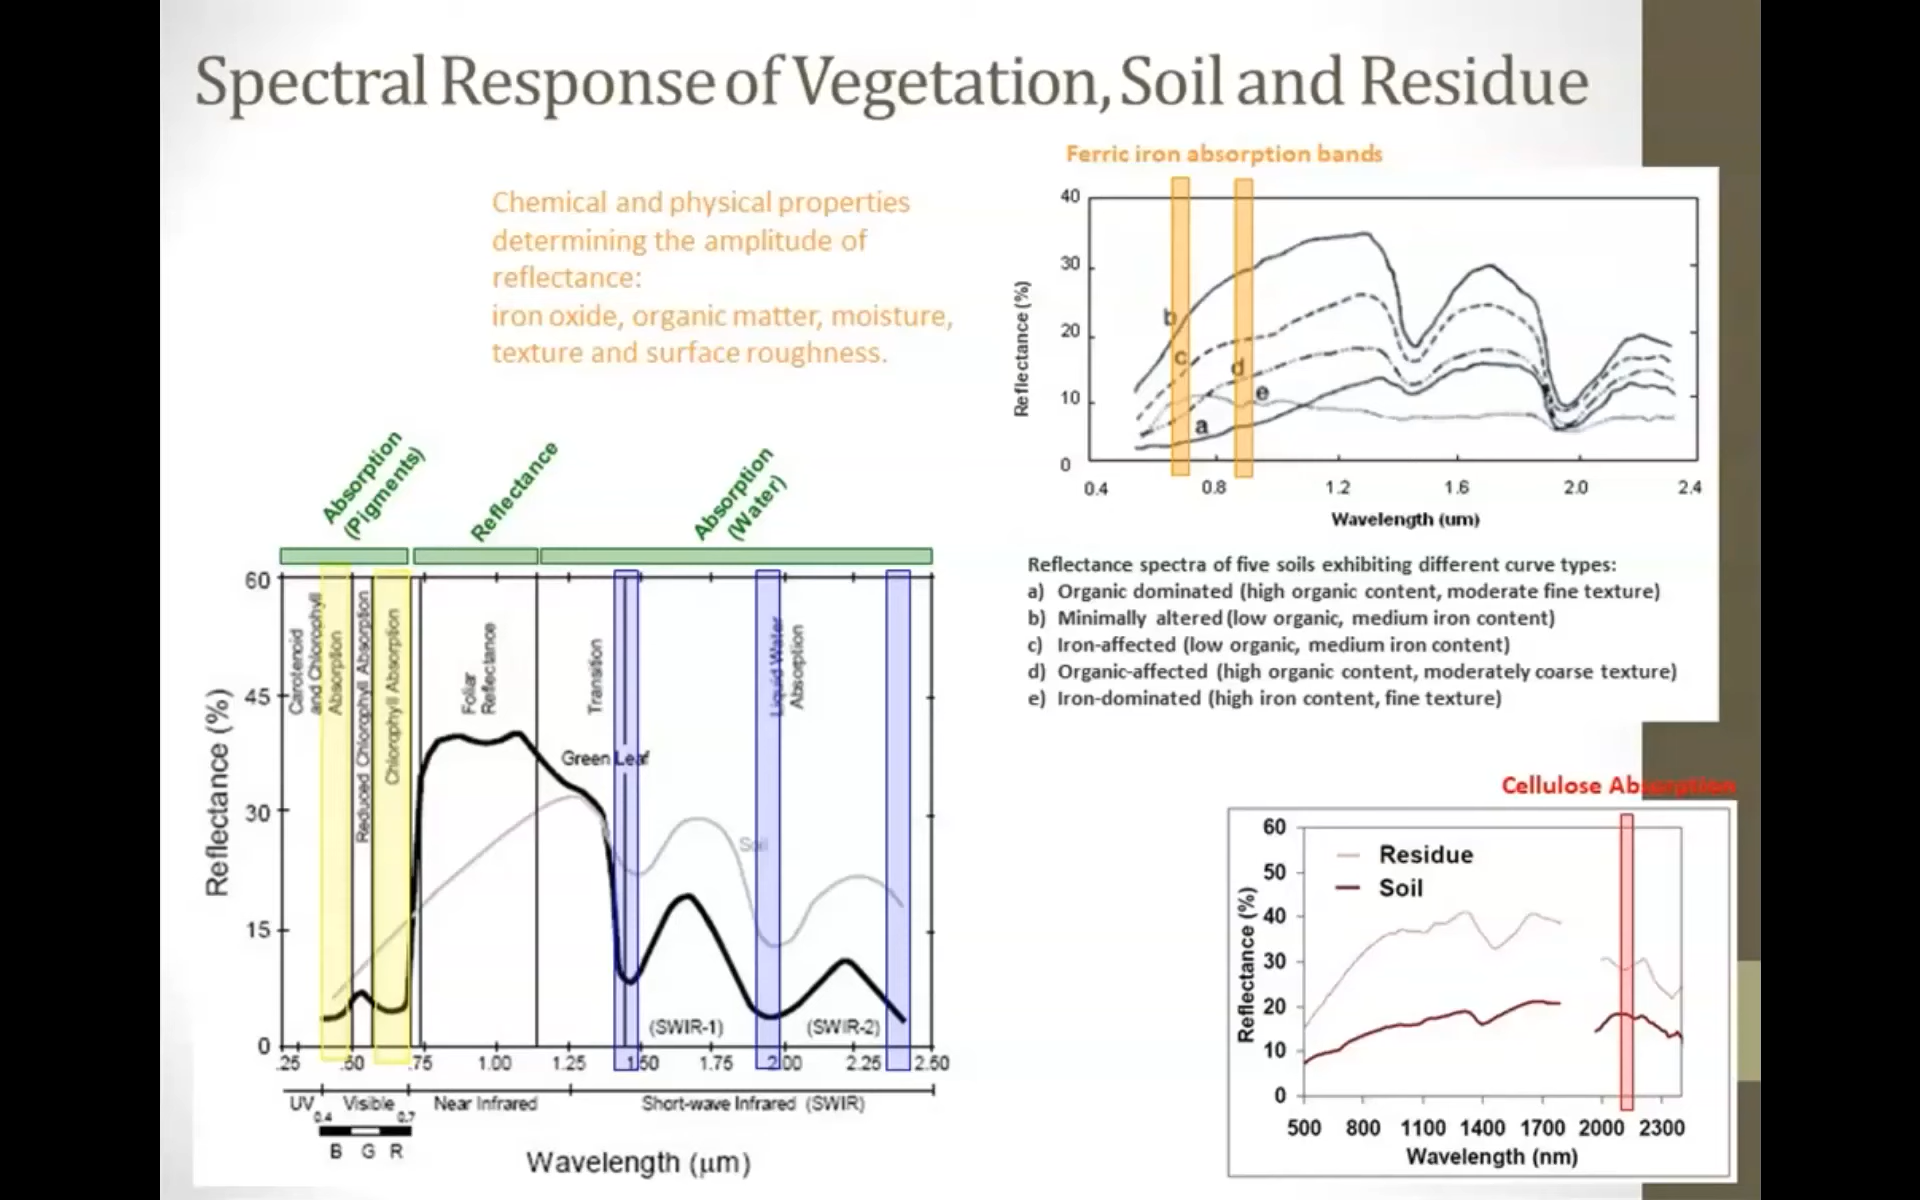 Spectral Response of Vegetation, Soil and Residue
Chemical and physical properties
determining the amplitude of
reflectance:
iron oxide, organic matter, moisture,
texture and surface roughness.
Ferric iron absorption bands
40
30
20
10
0
Reflectance (%)
b
c
d
e
a
0.4 0.8 1.2 1.6 2.0 2.4
Wavelength (um)
Reflectance spectra of five soils exhibiting different curve types:
a) Organic dominated (high organic content, moderate fine texture)
b) Minimally altered (low organic, medium iron content)
c) Iron-affected (low organic, medium iron content)
d) Organic-affected (high organic content, moderately coarse texture)
e) Iron-dominated (high iron content, fine texture)
Absorption
(Pigments)
Reflectance
Absorption
(Water)
60
45
30
15
0
Reflectance (%)
Carotenoid
and Chlorophyll
Absorption
Reduced Chlorophyll Absorption
Chlorophyll Absorption
Foliar
Reflectance
Transition
Liquid Water
Absorption
Green Leaf
Soil
(SWIR-1)
(SWIR-2)
.25 .50 .75 1.00 1.25 1.50 1.75 2.00 2.25 2.50
UV Visible Near Infrared Short-wave Infrared (SWIR)
0.4 0.7
B G R
Wavelength (μm)
Cellulose Absorption
60
50
40
30
20
10
0
Reflectance (%)
Residue
Soil
500 800 1100 1400 1700 2000 2300
Wavelength (nm)